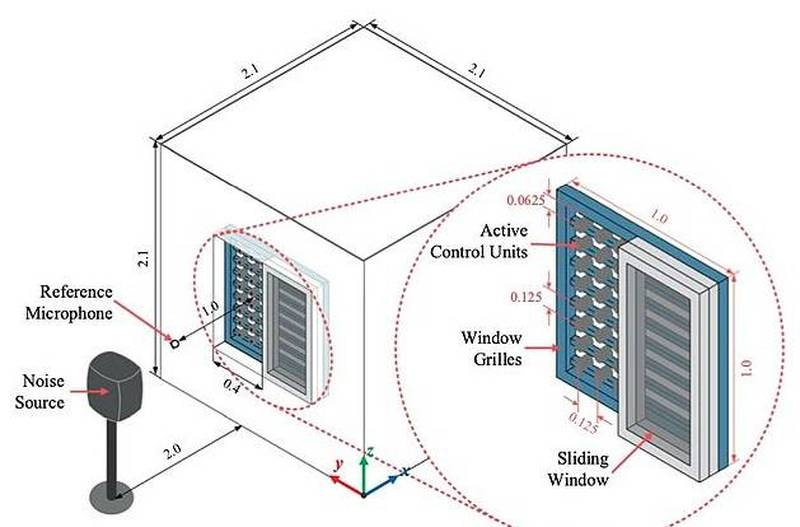 2.1
2.1
2.1
Reference
Microphone
1.0
0.4
Noise
Source
2.0
y
z
x
0.0625
1.0
Active
Control Units
0.125
Window
Grilles
1.0
0.125
Sliding
Window